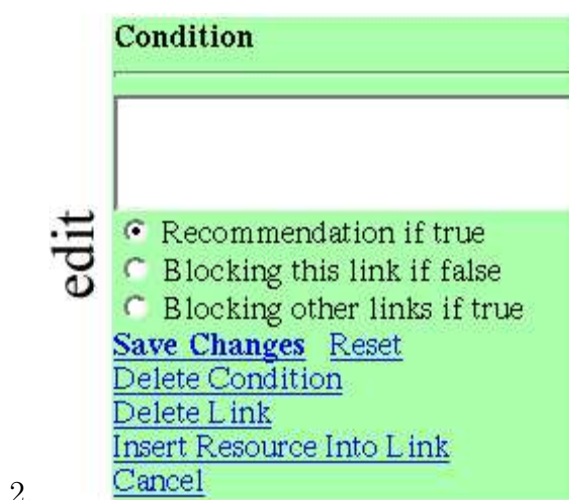 Condition
edit
Recommendation if true
Blocking this link if false
Blocking other links if true
Save Changes Reset
Delete Condition
Delete Link
Insert Resource Into Link
Cancel
2